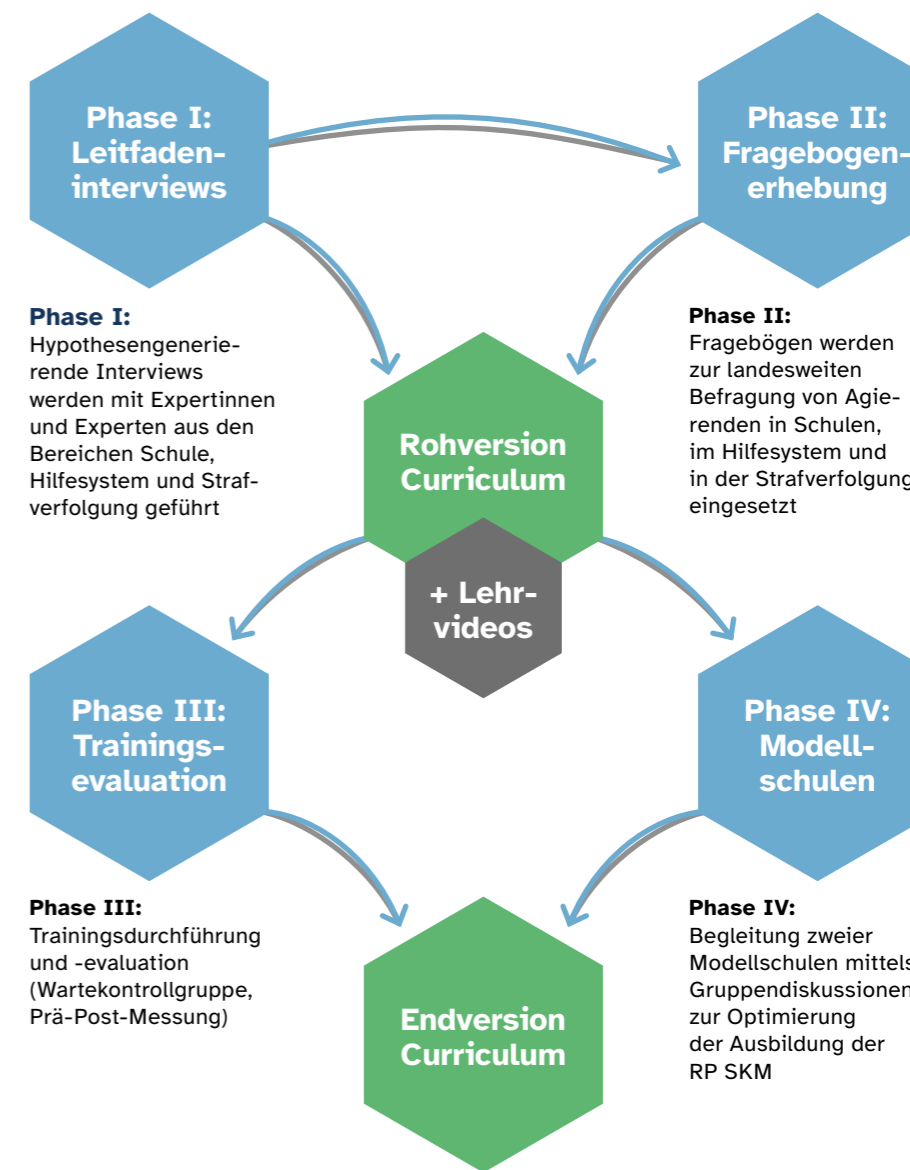 Phase I:
Leitfaden-
interviews
Phase II:
Fragebogen-
erhebung
Phase I:
Hypothesengenerie-
rende Interviews
werden mit Expertinnen
und Experten aus den
Bereichen Schule,
Hilfesystem und Straf-
verfolgung geführt
Phase II:
Fragebögen werden
zur landesweiten
Befragung von Agie-
renden in Schulen,
im Hilfesystem und
in der Strafverfolgung
eingesetzt
Rohversion
Curriculum
+ Lehr-
videos
Phase III:
Trainings-
evaluation
Phase IV:
Modell-
schulen
Phase III:
Trainingsdurchführung
und -evaluation
(Wartekontrollgruppe,
Prä-Post-Messung)
Phase IV:
Begleitung zweier
Modellschulen mittels
Gruppendiskussionen
zur Optimierung
der Ausbildung der
RP SKM
Endversion
Curriculum